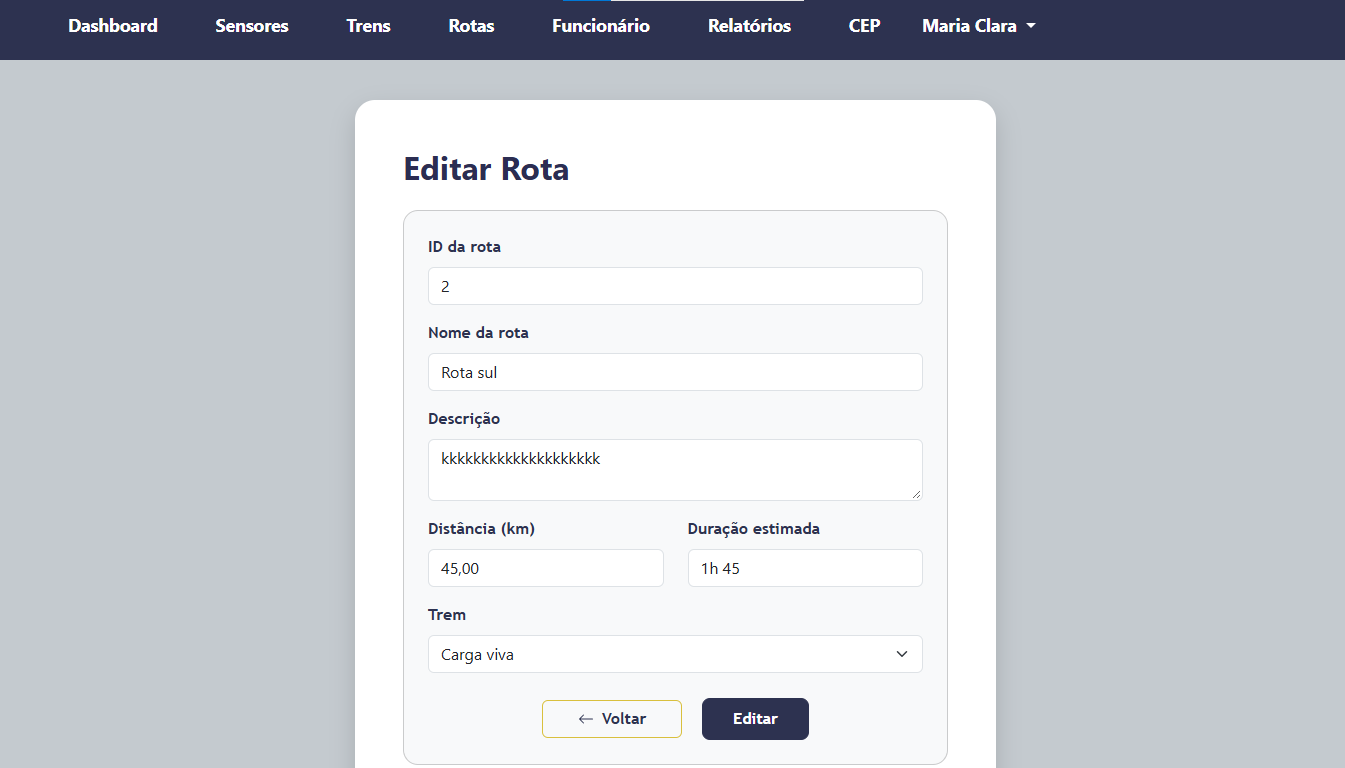 Dashboard Sensores Trens Rotas Funcionário Relatórios CEP Maria Clara
Editar Rota
ID da rota
2
Nome da rota
Rota sul
Descrição
kkkkkkkkkkkkkkkkkkkk
Distância (km) Duração estimada
45,00 1h 45
Trem
Carga viva
← Voltar Editar